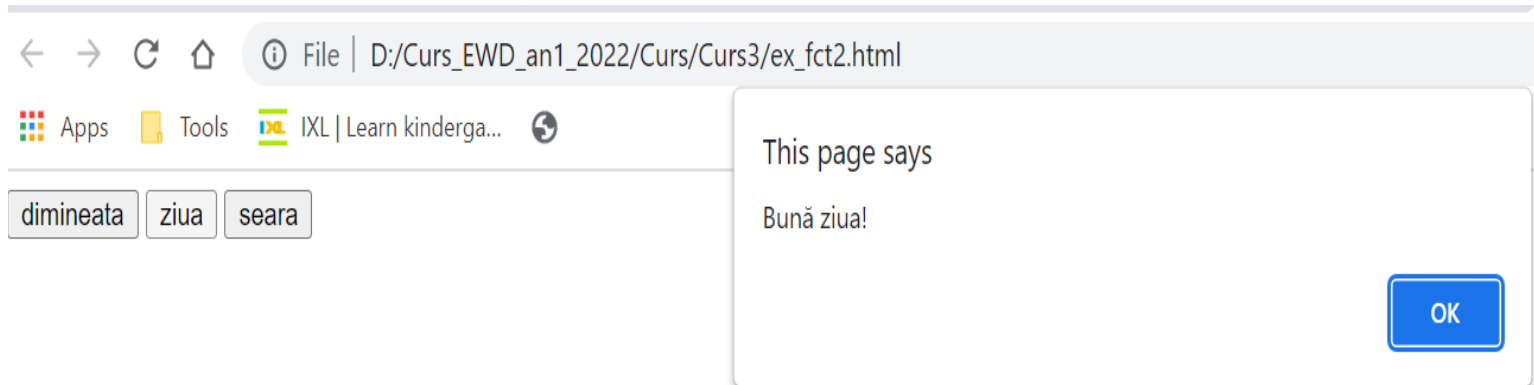 File | D:/Curs_EWD_an1_2022/Curs/Curs3/ex_fct2.html
Apps Tools IXL IXL | Learn kinderga...
This page says
Bună ziua!
dimineata ziua seara
OK